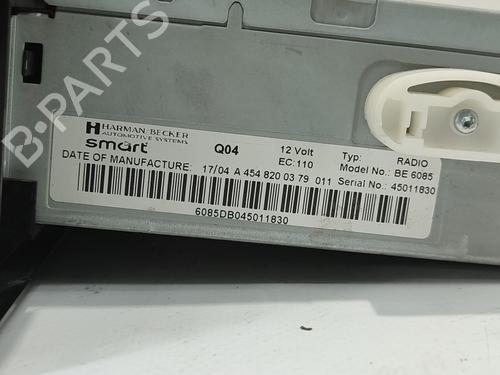 B-PARTS
HARMAN/BECKER
AUTOMOTIVE SYSTEMS
smart Q04 12 Volt Typ: RADIO
EC 110 Model No.: BE 6085
DATE OF MANUFACTURE: 17/04 A 454 820 03 79 011 Serial No.: 45011830
6085DB045011830